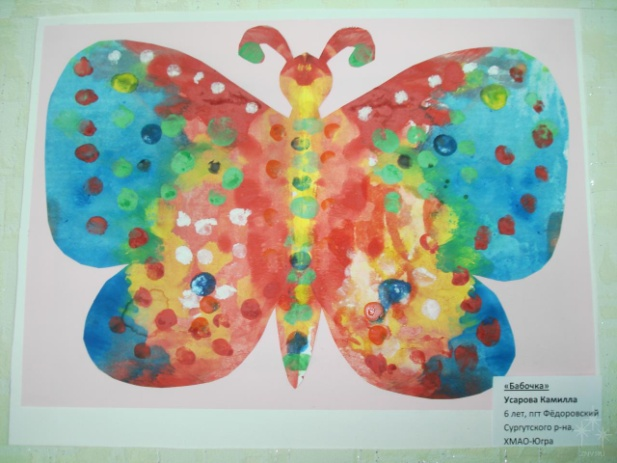 «Бабочка»
Усарова Камилла
6 лет, пгт Фёдоровский
Сургутского р-на,
ХМАО-Югра